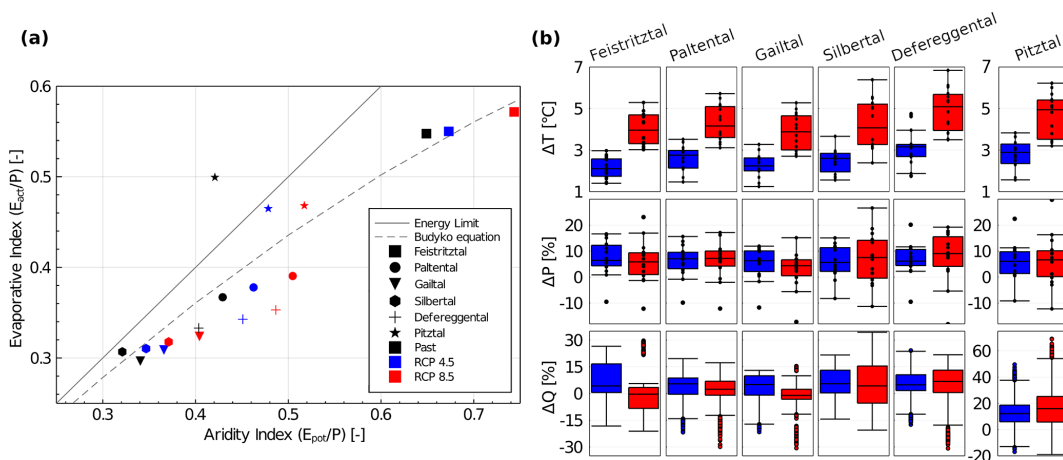 (a)
0.6
0.5
0.4
0.3
Evaporative Index (Eact/P) [-]
0.3 0.4 0.5 0.6 0.7
Aridity Index (Epot/P) [-]
Energy Limit
Budyko equation
Feistritztal
Paltental
Gailtal
Silbertal
Defereggental
Pitztal
Past
RCP 4.5
RCP 8.5
(b)
Feistritztal Paltental Gailtal Silbertal Defereggental Pitztal
ΔT [°C]
7
5
3
1
7
5
3
1
ΔP [%]
20
10
0
-10
20
10
0
-10
ΔQ [%]
30
15
0
-15
-30
60
40
20
0
-20